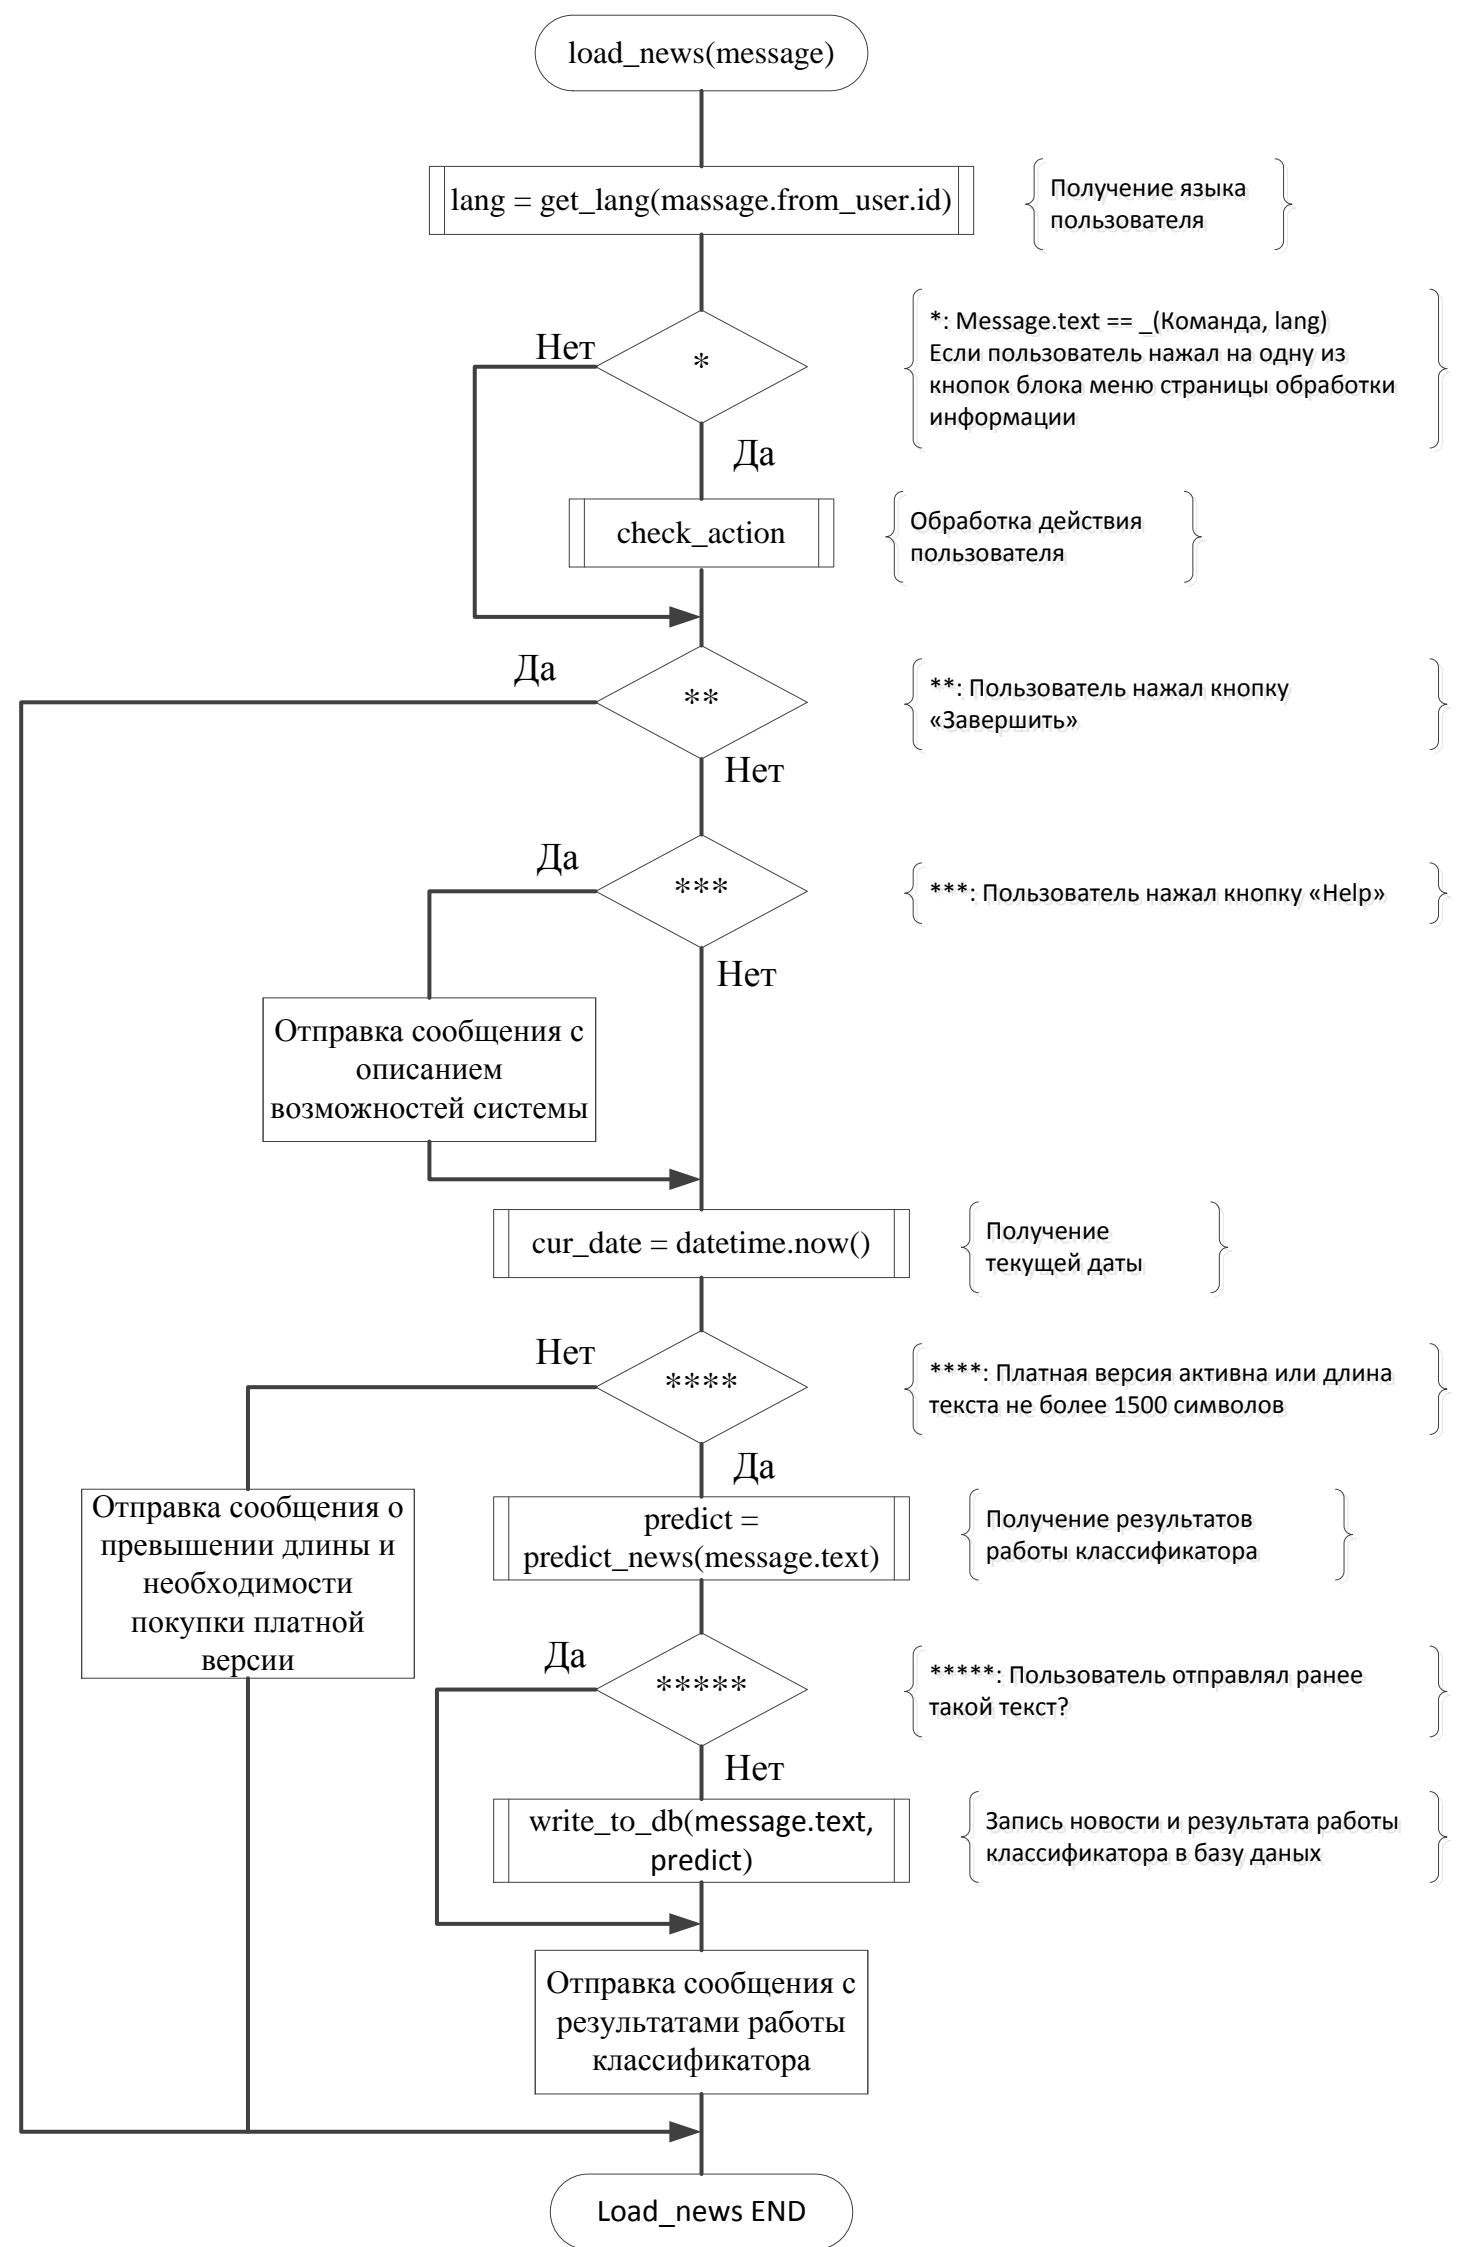 load_news(message)
lang = get_lang(massage.from_user.id)
Получение языка
пользователя
*: Message.text == _(Команда, lang)
Если пользователь нажал на одну из
кнопок блока меню страницы обработки
информации
Нет
*
Да
check_action
Обработка действия
пользователя
Да
**
**: Пользователь нажал кнопку
«Завершить»
Нет
Да
***
***: Пользователь нажал кнопку «Help»
Нет
Отправка сообщения с
описанием
возможностей системы
cur_date = datetime.now()
Получение
текущей даты
Нет
****
****: Платная версия активна или длина
текста не более 1500 символов
Да
Отправка сообщения о
превышении длины и
необходимости
покупки платной
версии
predict =
predict_news(message.text)
Получение результатов
работы классификатора
Да
*****
*****: Пользователь отправлял ранее
такой текст?
Нет
write_to_db(message.text,
predict)
Запись новости и результата работы
классификатора в базу даных
Отправка сообщения с
результатами работы
классификатора
Load_news END